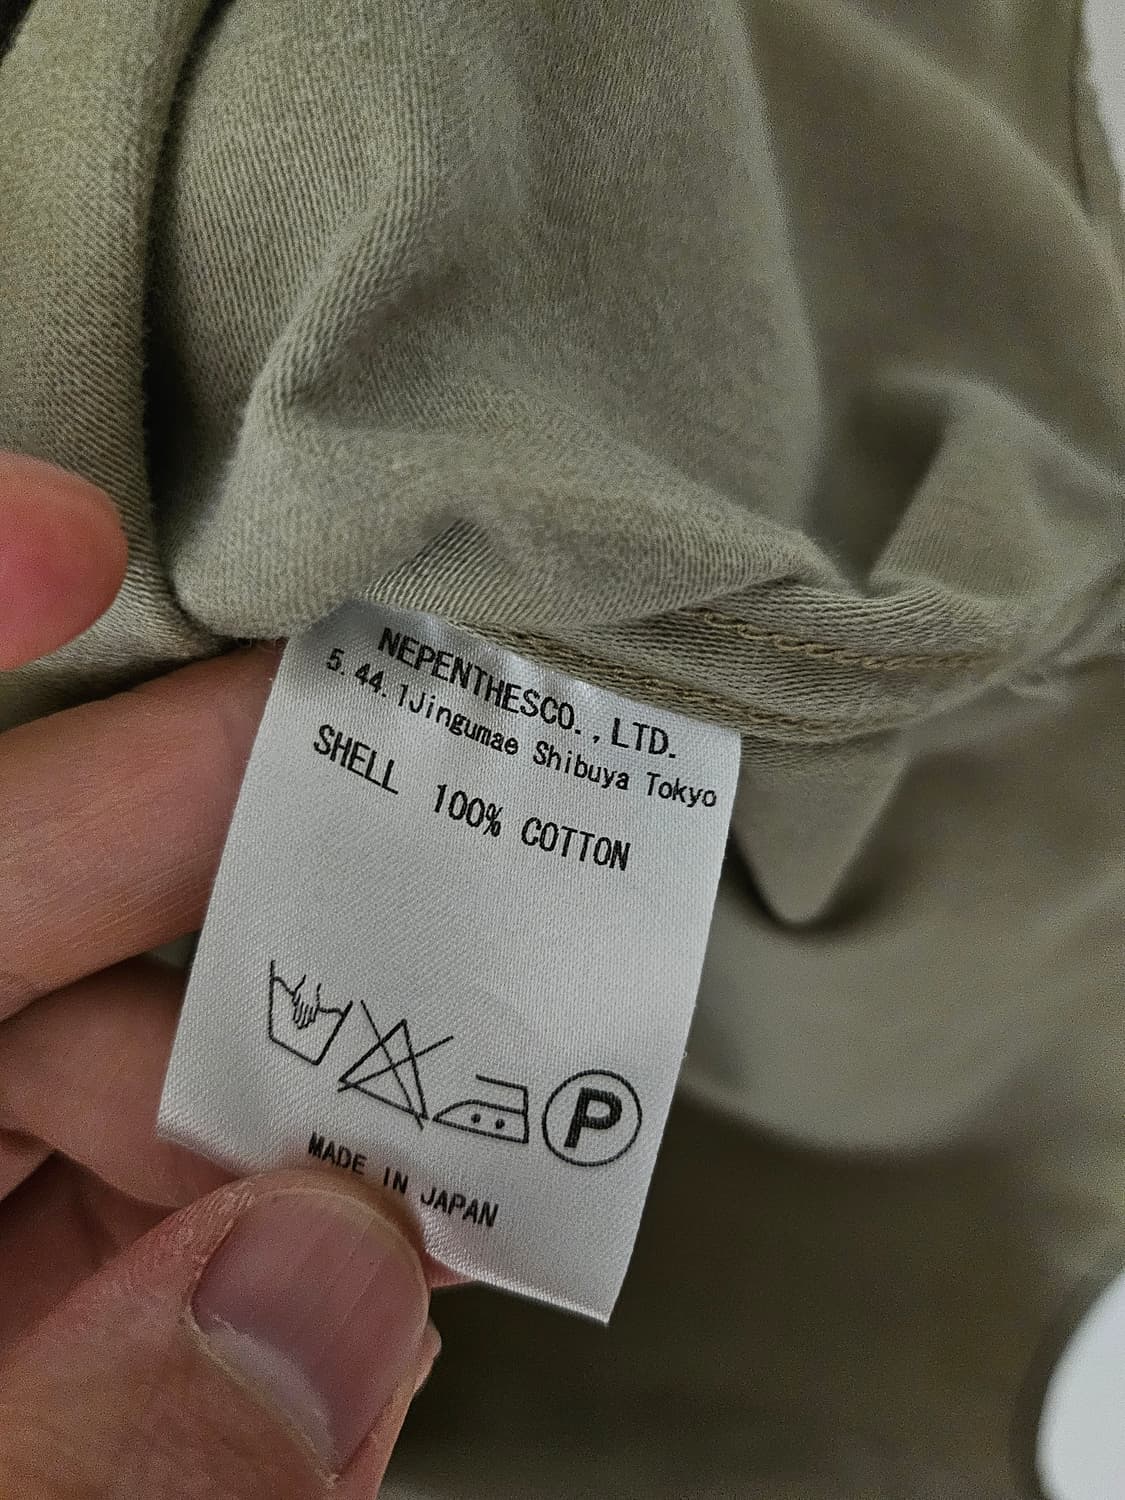 NEPENTHESCO.,LTD.
5.44.1Jingumae Shibuya Tokyo
SHELL 100% COTTON
P
MADE IN JAPAN